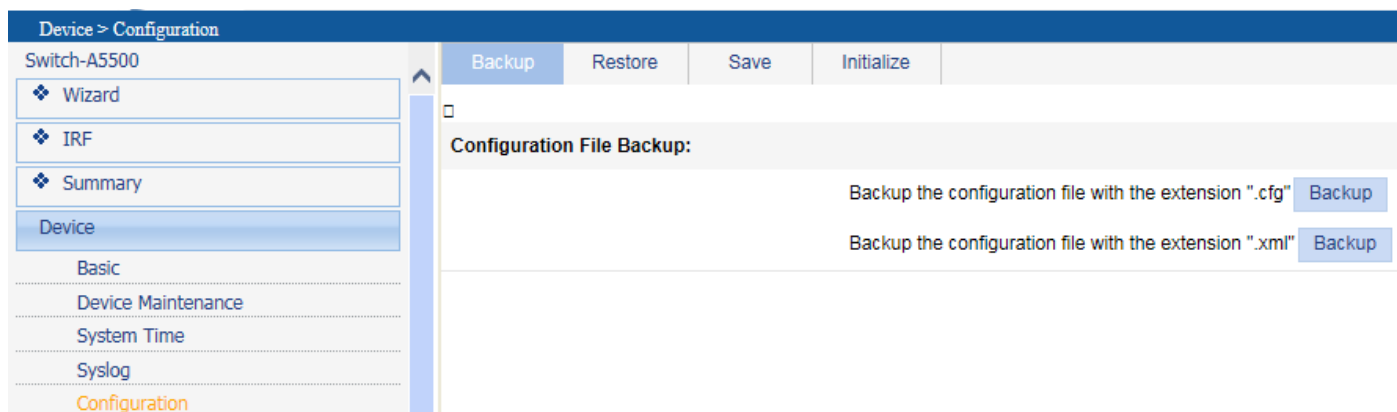 Device > Configuration
Switch-A5500
Wizard
IRF
Summary
Device
Basic
Device Maintenance
System Time
Syslog
Configuration
Backup Restore Save Initialize
Configuration File Backup:
Backup the configuration file with the extension ".cfg" Backup
Backup the configuration file with the extension ".xml" Backup